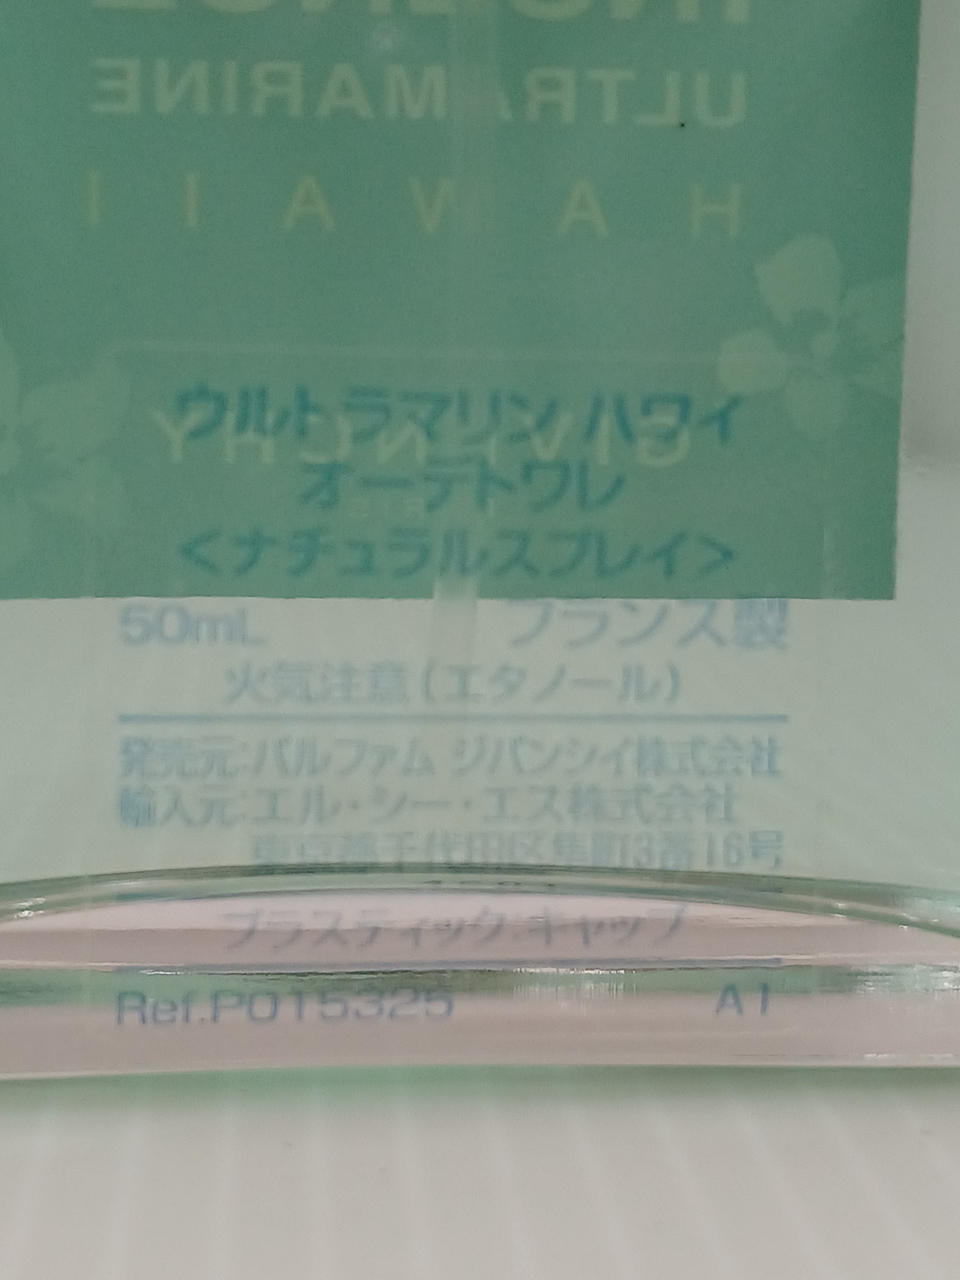 ULTRA MARINE
HAWAII
ウルトラマリン ハワイ
GIVENCHY
オーデトワレ
<ナチュラルスプレイ>
50mL フランス製
火気注意(エタノール)
発売元:パルファム ジバンシイ株式会社
輸入元:エル・シー・エス株式会社
東京都千代田区隼町3番16号
プラスティック:キャップ
Ref.P015325 A1